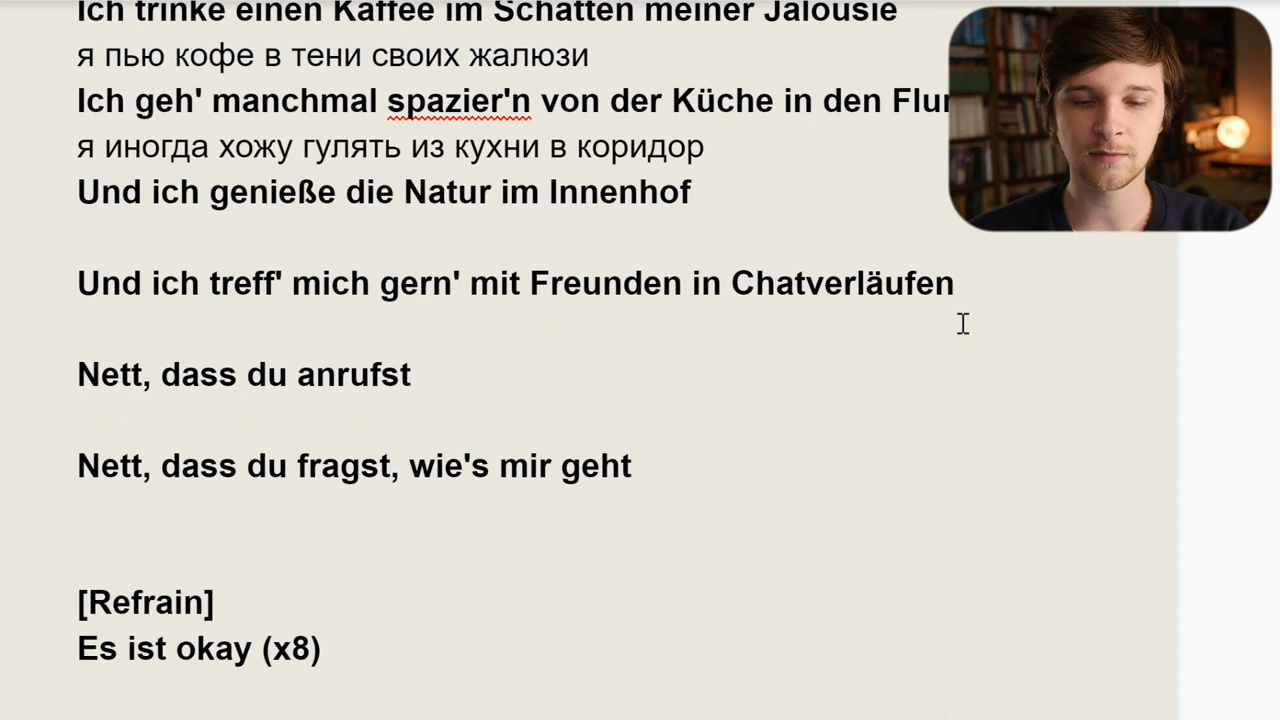 Ich trinke einen Kaffee im Schatten meiner Jalousie
я пью кофе в тени своих жалюзи
Ich geh' manchmal spazier'n von der Küche in den Flur
я иногда хожу гулять из кухни в коридор
Und ich genieße die Natur im Innenhof
Und ich treff' mich gern' mit Freunden in Chatverläufen
Nett, dass du anrufst
Nett, dass du fragst, wie's mir geht
[Refrain]
Es ist okay (x8)